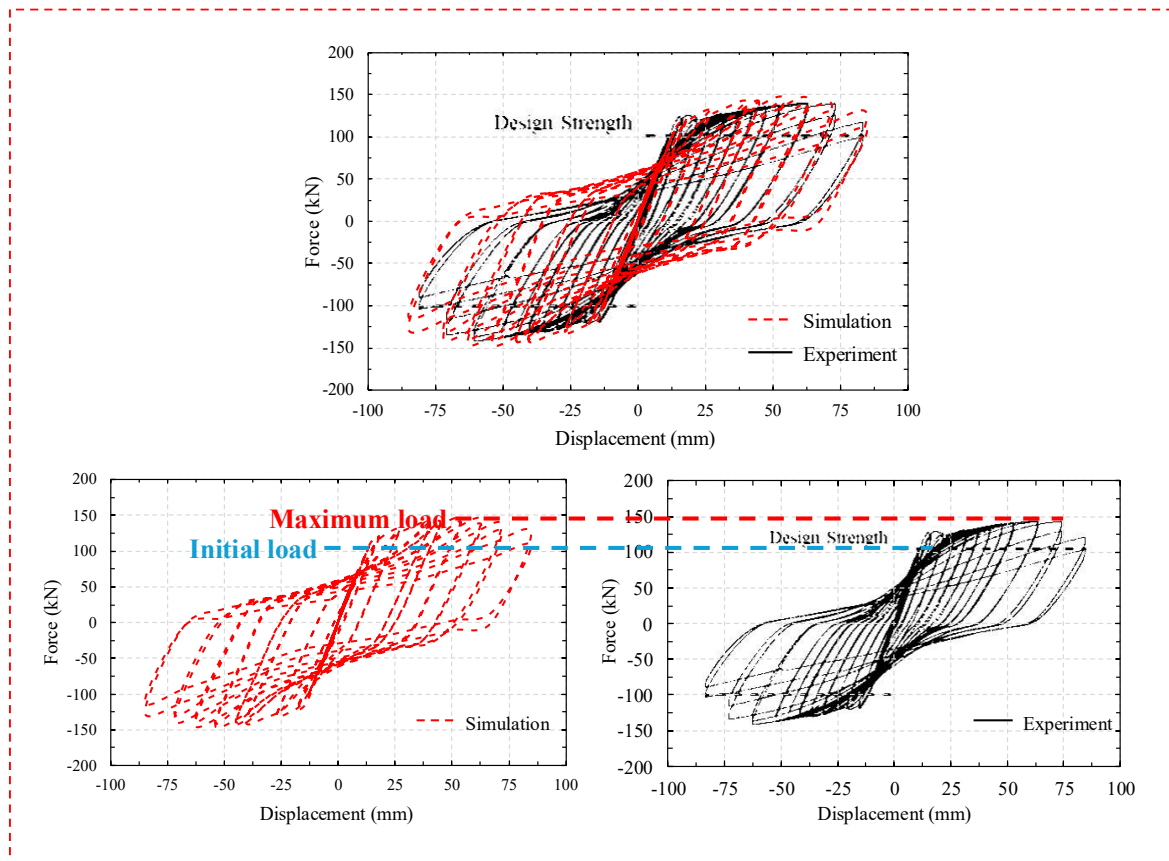 200
150
100
50
0
-50
-100
-150
-200
Force (kN)
Design Strength
Simulation
Experiment
-100 -75 -50 -25 0 25 50 75 100
Displacement (mm)
Maximum load
Initial load
200
150
100
50
0
-50
-100
-150
-200
Force (kN)
Simulation
-100 -75 -50 -25 0 25 50 75 100
Displacement (mm)
200
150
100
50
0
-50
-100
-150
-200
Force (kN)
Design Strength
Experiment
-100 -75 -50 -25 0 25 50 75 100
Displacement (mm)